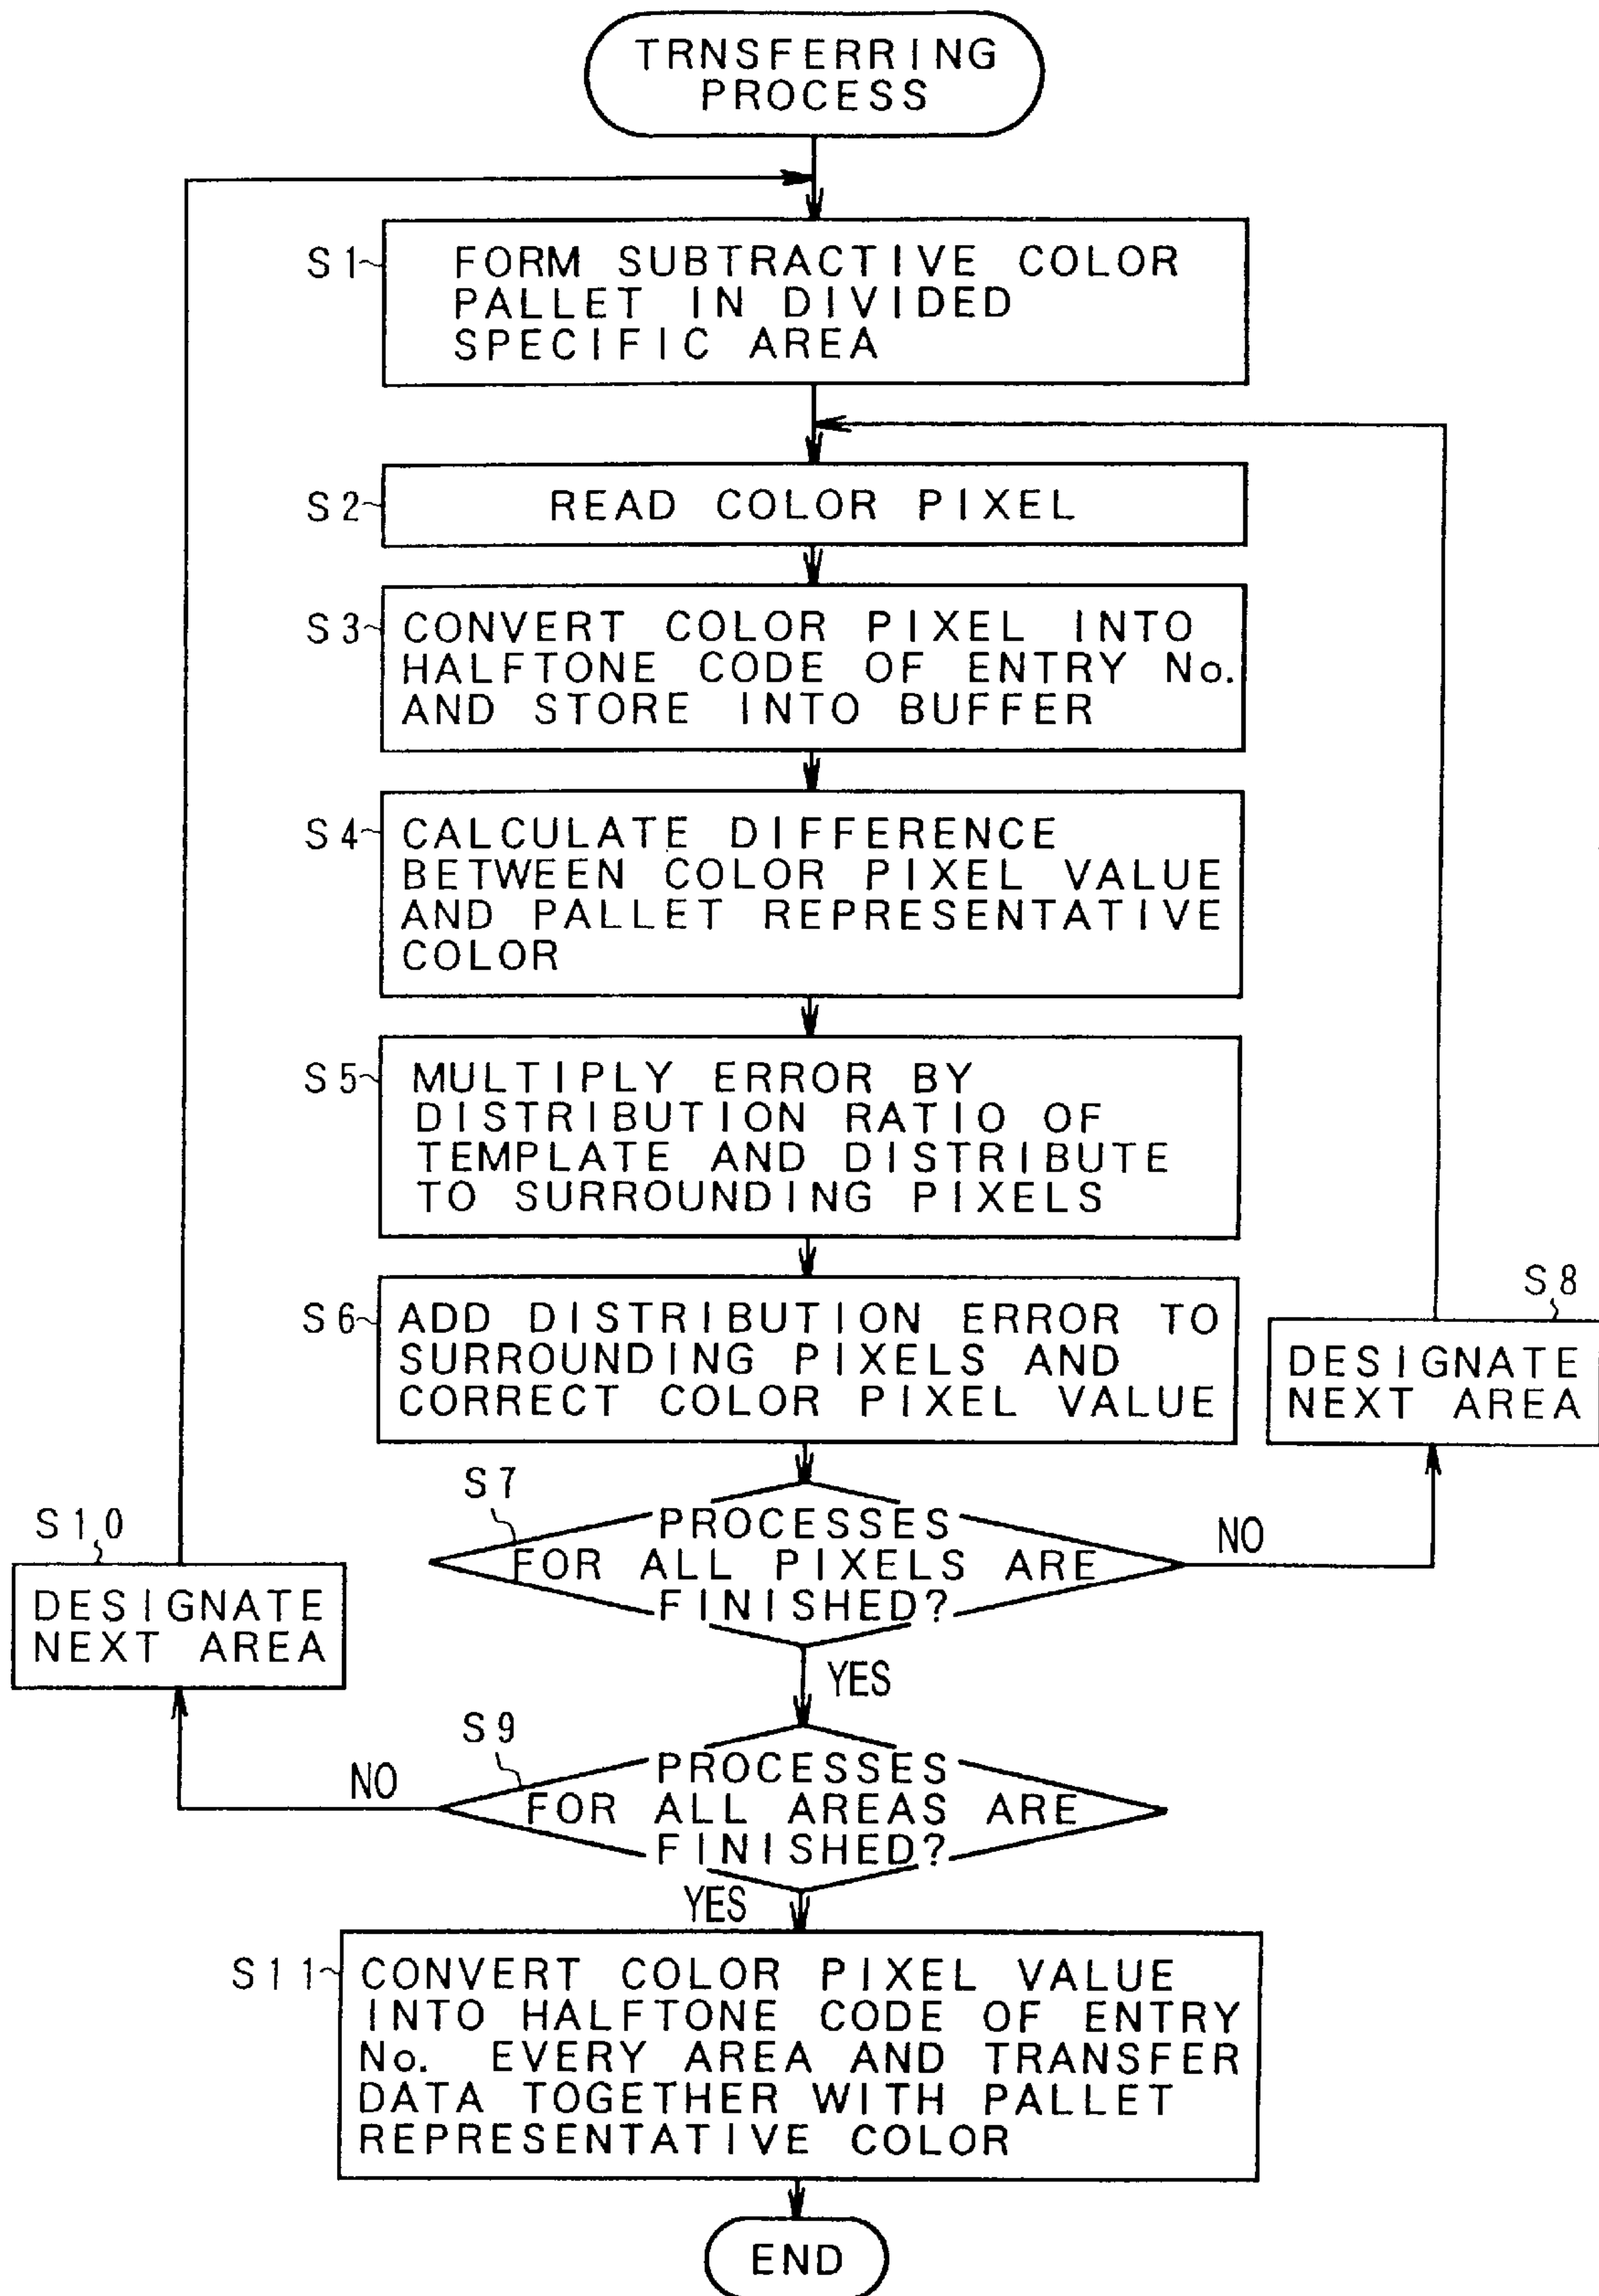 TRNSFERRING
PROCESS
S1
FORM SUBTRACTIVE COLOR
PALLET IN DIVIDED
SPECIFIC AREA
S2
READ COLOR PIXEL
S3
CONVERT COLOR PIXEL INTO
HALFTONE CODE OF ENTRY No.
AND STORE INTO BUFFER
S4
CALCULATE DIFFERENCE
BETWEEN COLOR PIXEL VALUE
AND PALLET REPRESENTATIVE
COLOR
S5
MULTIPLY ERROR BY
DISTRIBUTION RATIO OF
TEMPLATE AND DISTRIBUTE
TO SURROUNDING PIXELS
S6
ADD DISTRIBUTION ERROR TO
SURROUNDING PIXELS AND
CORRECT COLOR PIXEL VALUE
S8
DESIGNATE
NEXT AREA
S7
PROCESSES
FOR ALL PIXELS ARE
FINISHED?
NO
YES
S10
DESIGNATE
NEXT AREA
S9
PROCESSES
FOR ALL AREAS ARE
FINISHED?
NO
YES
S11
CONVERT COLOR PIXEL VALUE
INTO HALFTONE CODE OF ENTRY
No. EVERY AREA AND TRANSFER
DATA TOGETHER WITH PALLET
REPRESENTATIVE COLOR
END